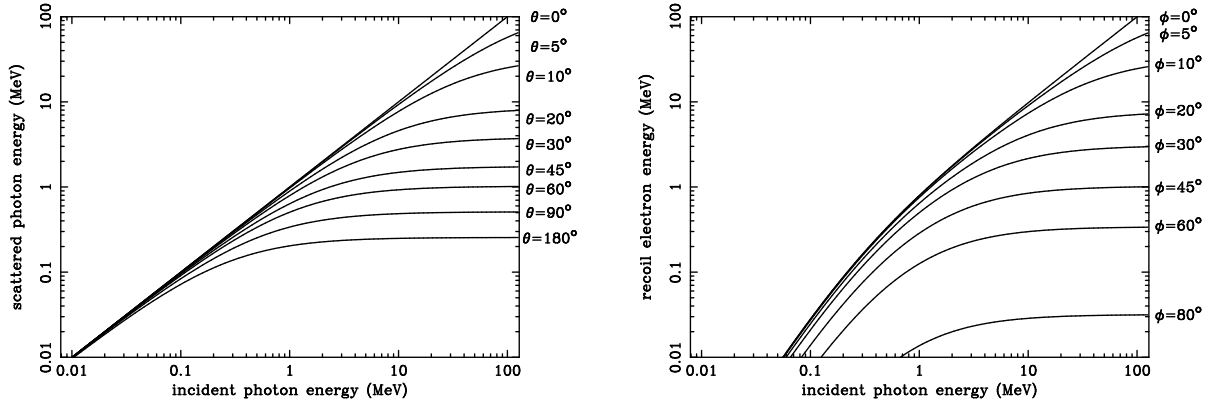 scattered photon energy (MeV)
100
10
1
0.1
0.01
θ=0°
θ=5°
θ=10°
θ=20°
θ=30°
θ=45°
θ=60°
θ=90°
θ=180°
0.01 0.1 1 10 100
incident photon energy (MeV)
recoil electron energy (MeV)
100
10
1
0.1
0.01
ϕ=0°
ϕ=5°
ϕ=10°
ϕ=20°
ϕ=30°
ϕ=45°
ϕ=60°
ϕ=80°
0.01 0.1 1 10 100
incident photon energy (MeV)